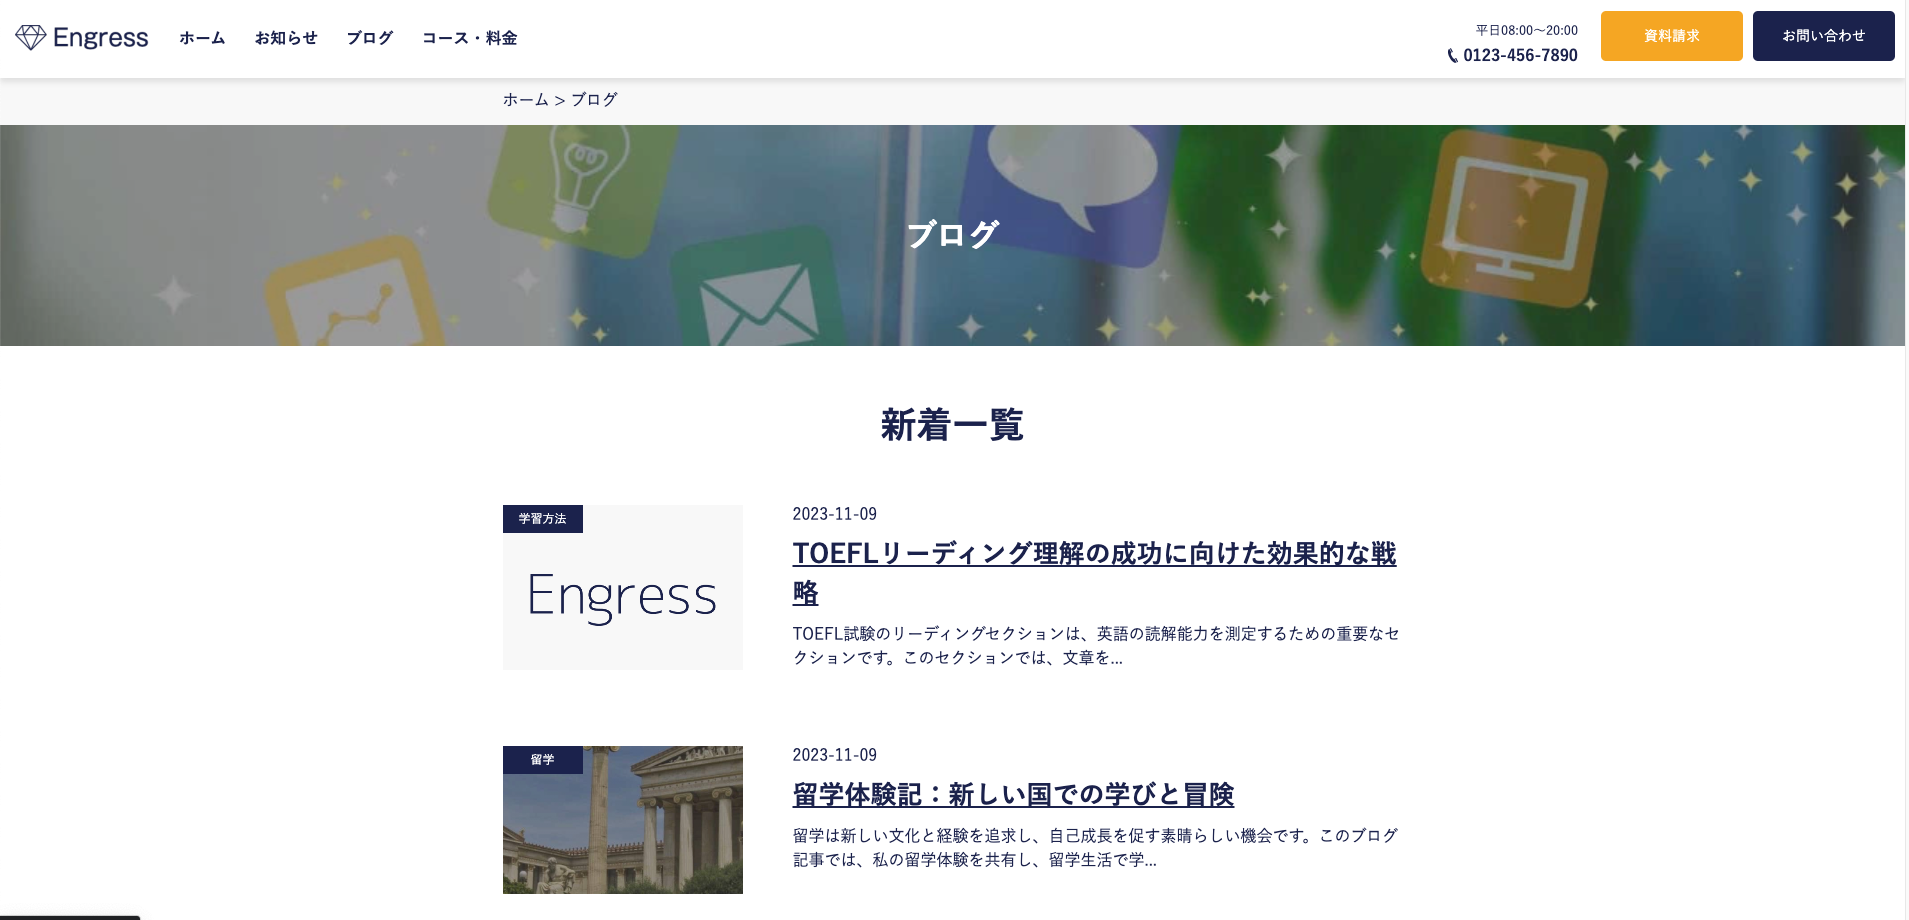 Engress
ホーム
お知らせ
ブログ
コース・料金
平日08:00〜20:00
0123-456-7890
資料請求
お問い合わせ
ホーム > ブログ
ブログ
新着一覧
学習方法
Engress
2023-11-09
TOEFLリーディング理解の成功に向けた効果的な戦
略
TOEFL試験のリーディングセクションは、英語の読解能力を測定するための重要なセ
クションです。このセクションでは、文章を...
留学
2023-11-09
留学体験記：新しい国での学びと冒険
留学は新しい文化と経験を追求し、自己成長を促す素晴らしい機会です。このブログ
記事では、私の留学体験を共有し、留学生活で学...